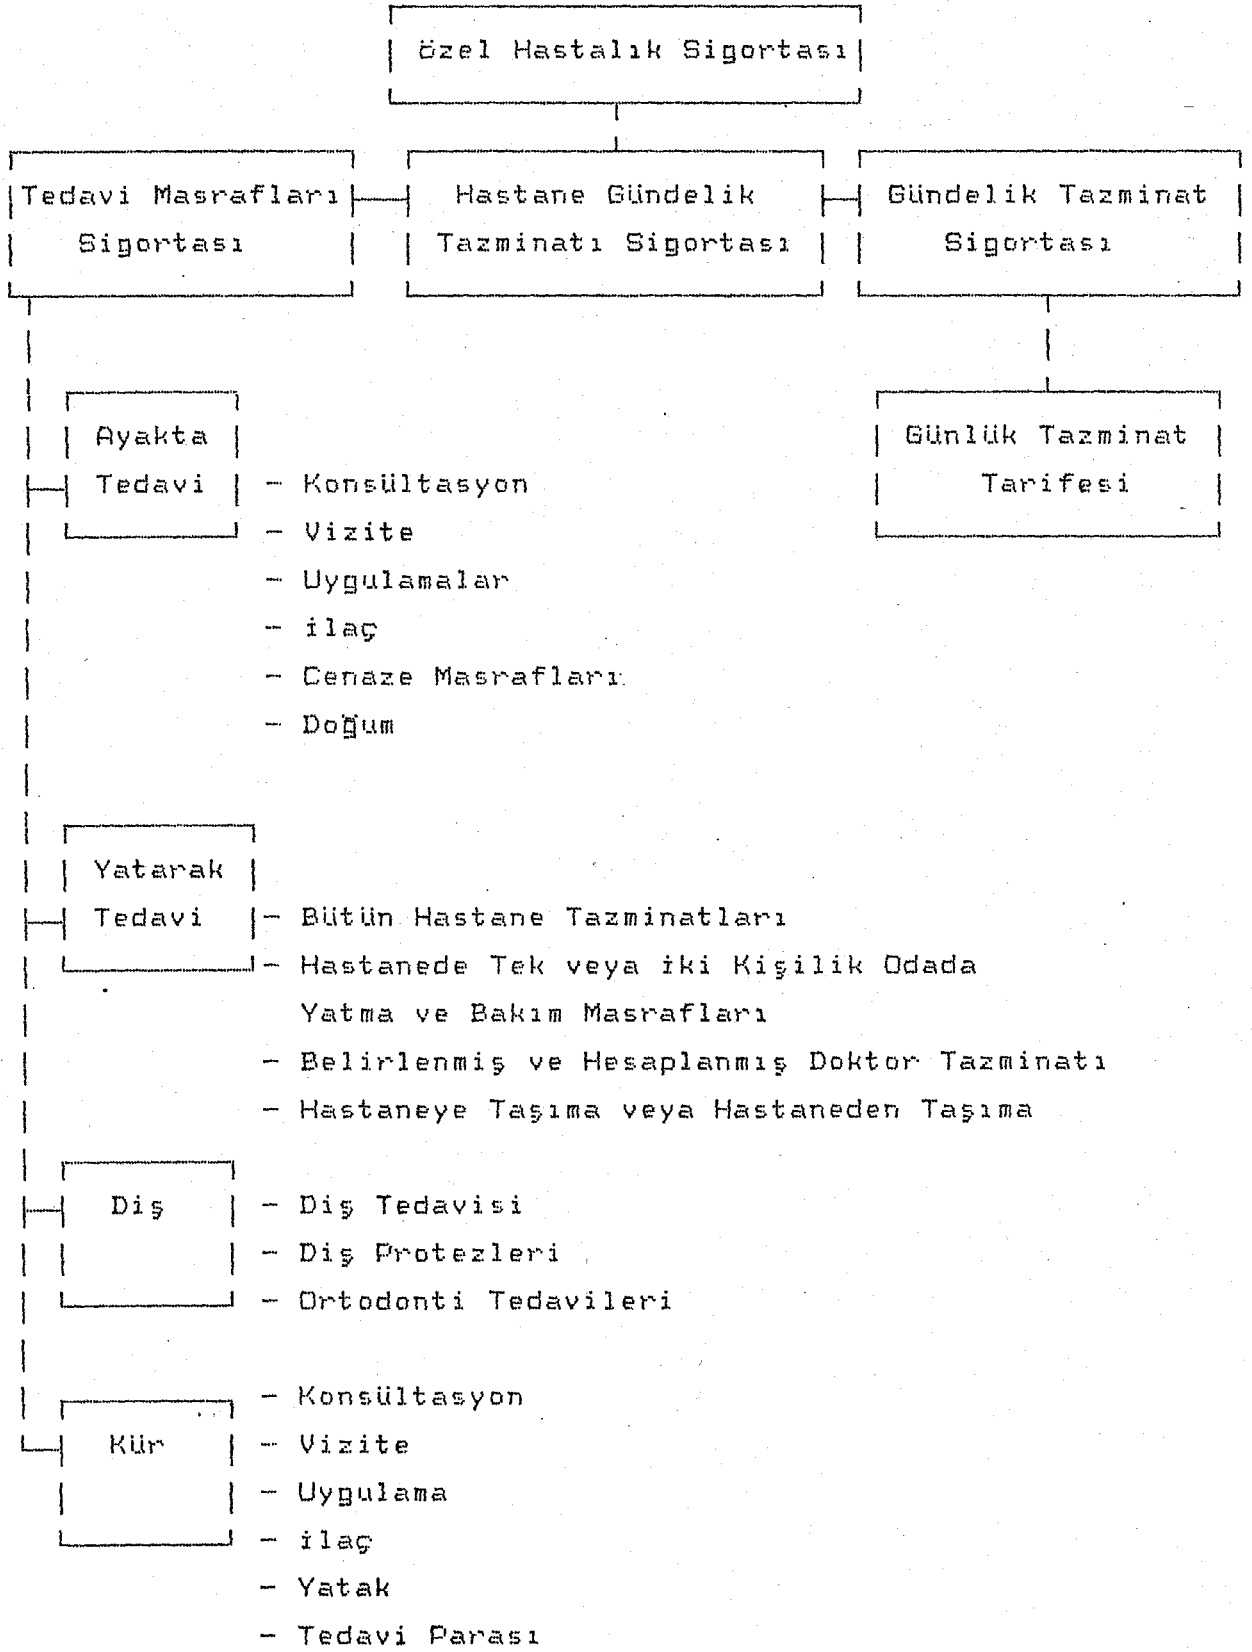 özel Hastalık Sigortası
Tedavi Masrafları
Sigortası
Hastane Gündelik
Tazminatı Sigortası
Gündelik Tazminat
Sigortası
Ayakta
Tedavi
- Konsültasyon
- Vizite
- Uygulamalar
- ilaç
- Cenaze Masrafları
- Doğum
Günlük Tazminat
Tarifesi
Yatarak
Tedavi
- Bütün Hastane Tazminatları
- Hastanede Tek veya iki Kişilik Odada
Yatma ve Bakım Masrafları
- Belirlenmiş ve Hesaplanmış Doktor Tazminatı
- Hastaneye Taşıma veya Hastaneden Taşıma
Diş
- Diş Tedavisi
- Diş Protezleri
- Ortodonti Tedavileri
Kür
- Konsültasyon
- Vizite
- Uygulama
- ilaç
- Yatak
- Tedavi Parası